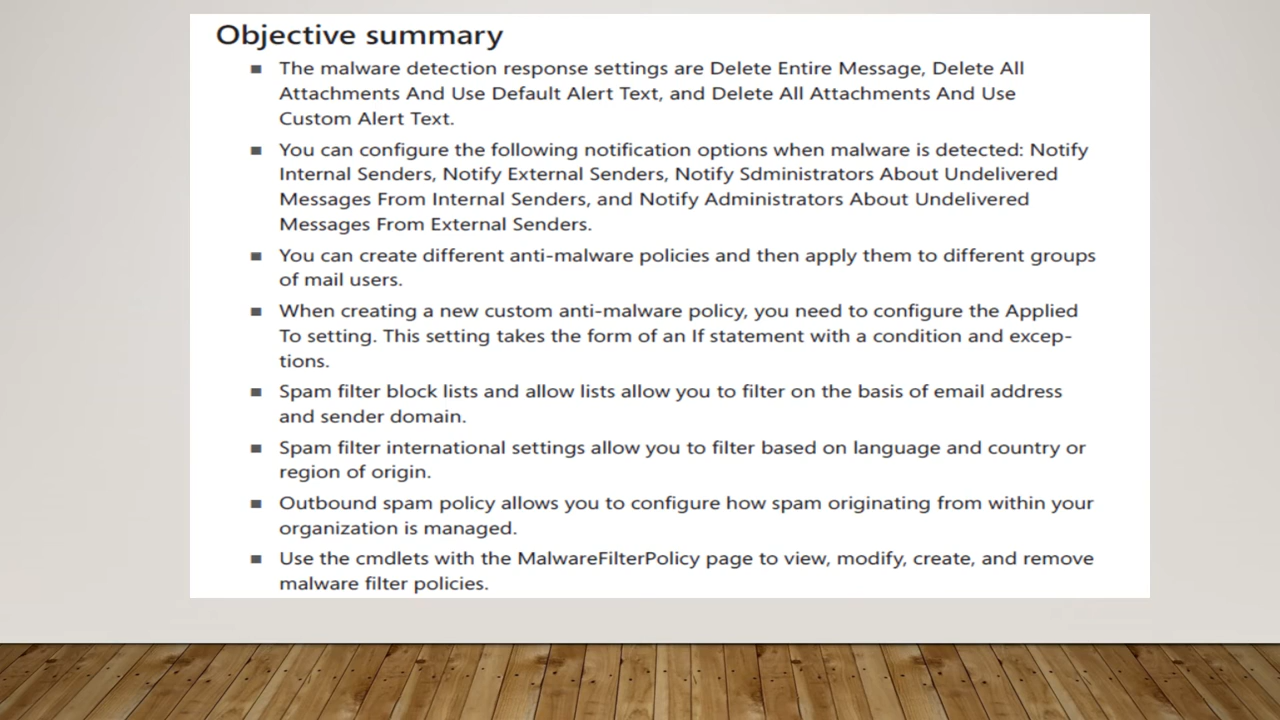 Objective summary
■ The malware detection response settings are Delete Entire Message, Delete All
Attachments And Use Default Alert Text, and Delete All Attachments And Use
Custom Alert Text.
■ You can configure the following notification options when malware is detected: Notify
Internal Senders, Notify External Senders, Notify Sdministrators About Undelivered
Messages From Internal Senders, and Notify Administrators About Undelivered
Messages From External Senders.
■ You can create different anti-malware policies and then apply them to different groups
of mail users.
■ When creating a new custom anti-malware policy, you need to configure the Applied
To setting. This setting takes the form of an If statement with a condition and excep-
tions.
■ Spam filter block lists and allow lists allow you to filter on the basis of email address
and sender domain.
■ Spam filter international settings allow you to filter based on language and country or
region of origin.
■ Outbound spam policy allows you to configure how spam originating from within your
organization is managed.
■ Use the cmdlets with the MalwareFilterPolicy page to view, modify, create, and remove
malware filter policies.